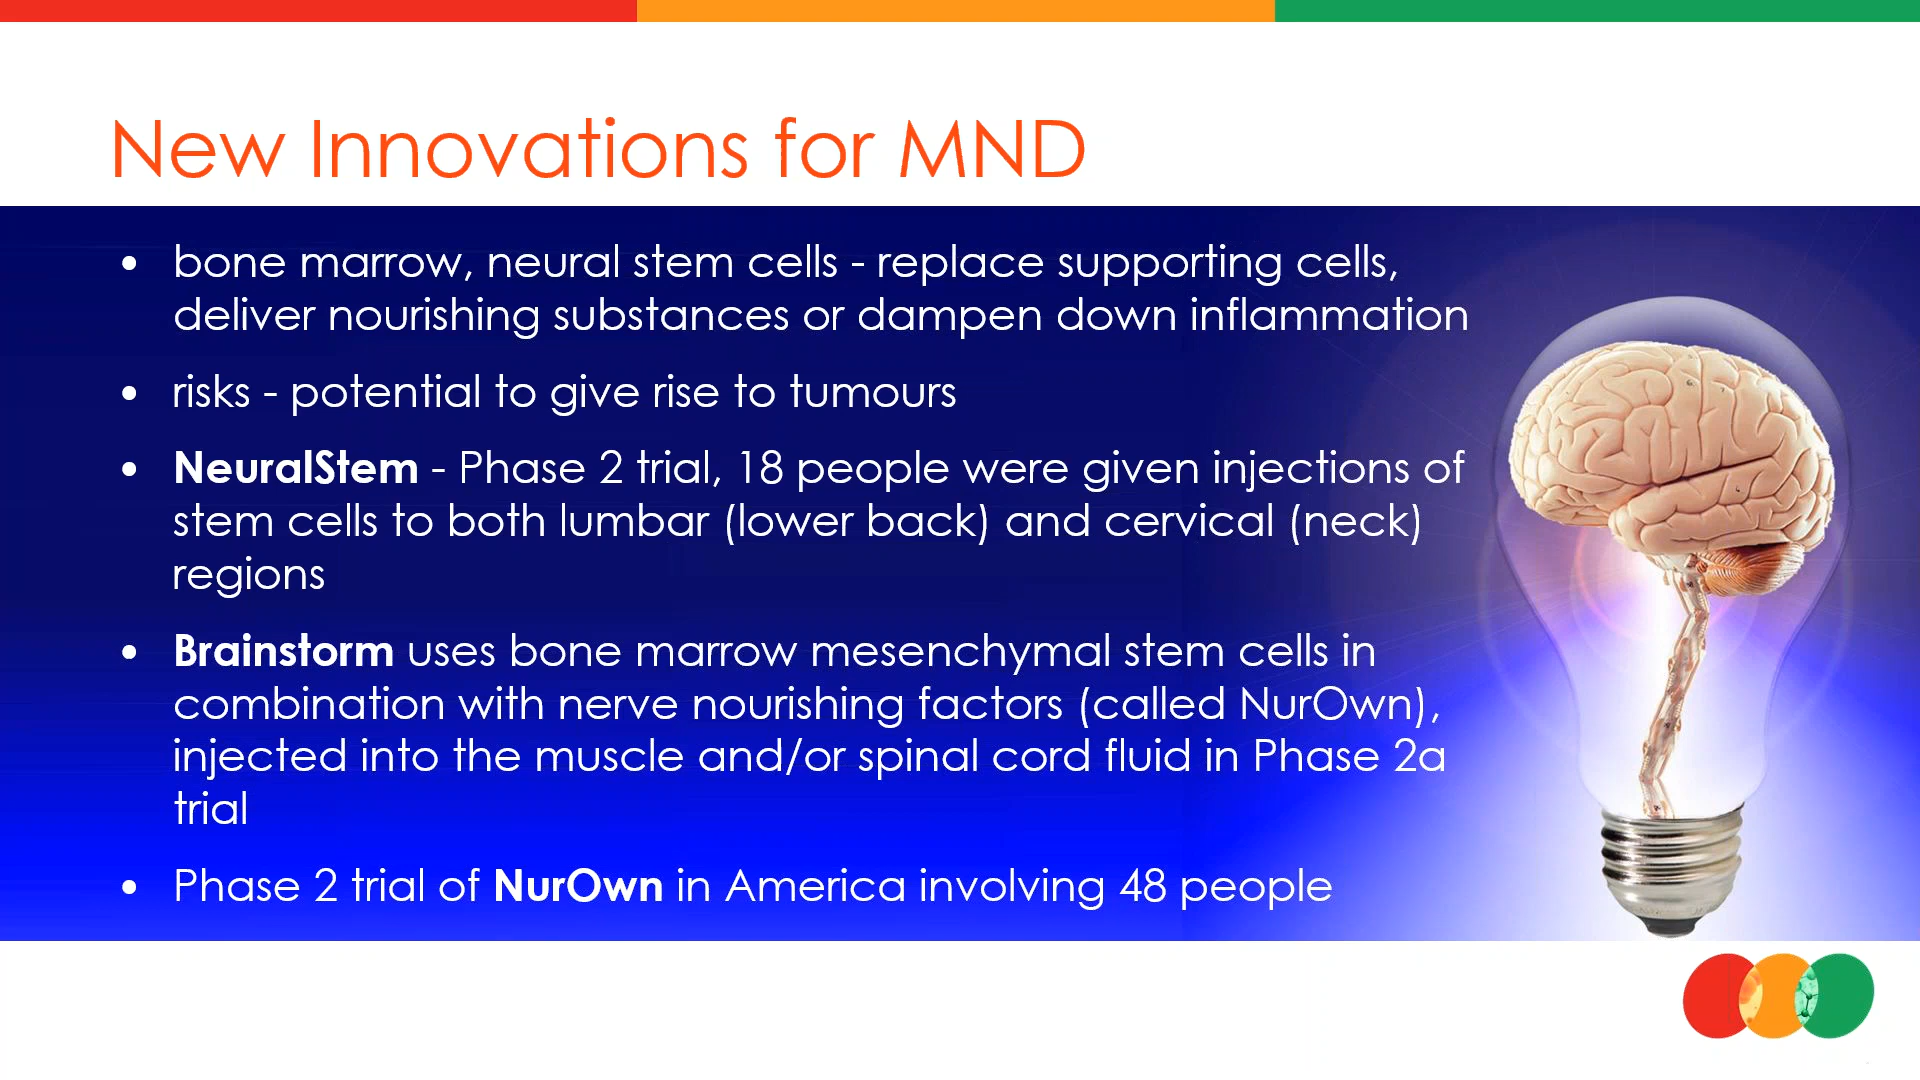 New Innovations for MND
• bone marrow, neural stem cells - replace supporting cells,
deliver nourishing substances or dampen down inflammation
• risks - potential to give rise to tumours
• NeuralStem - Phase 2 trial, 18 people were given injections of
stem cells to both lumbar (lower back) and cervical (neck)
regions
• Brainstorm uses bone marrow mesenchymal stem cells in
combination with nerve nourishing factors (called NurOwn),
injected into the muscle and/or spinal cord fluid in Phase 2a
trial
• Phase 2 trial of NurOwn in America involving 48 people